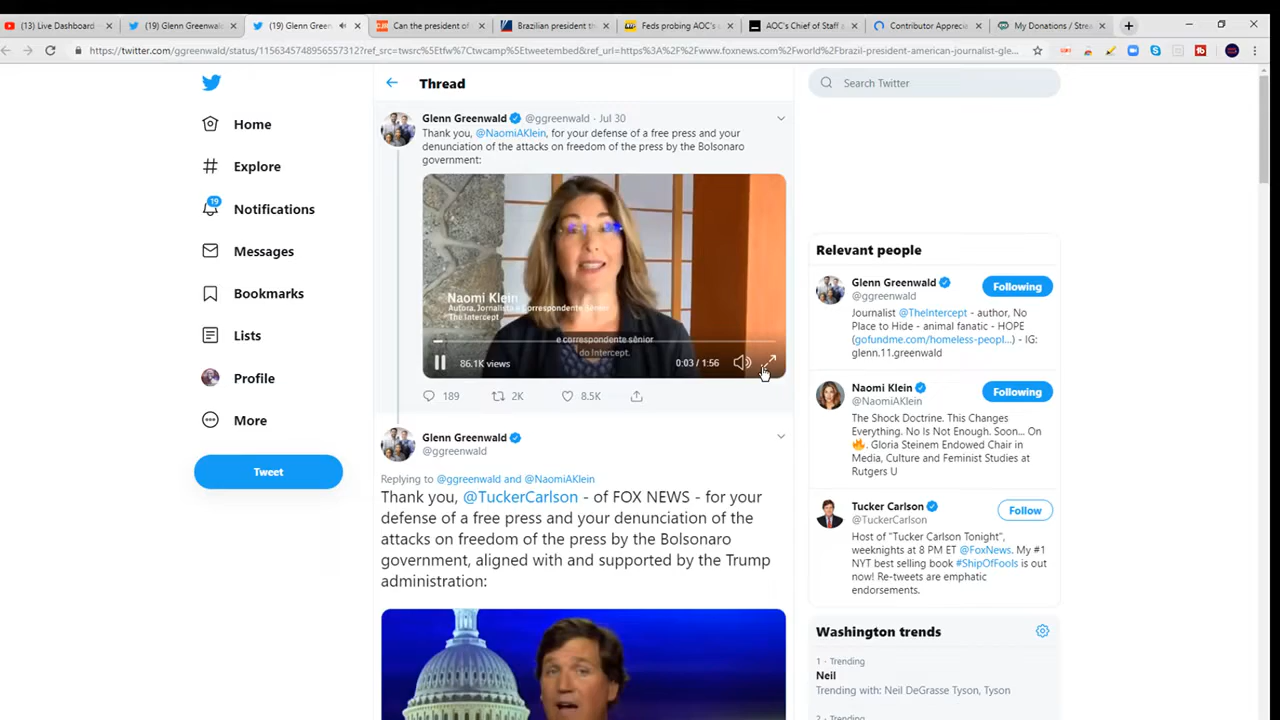 (13) Live Dashboard
(19) Glenn Greenwal
(19) Glenn Green
Can the president of
Brazilian president th
Feds probing AOC's
AOC's Chief of Staff
Contributor Apprecia
My Donations / Strea
https://twitter.com/ggreenwald/status/1156345748956557312?ref_src=twsrc%5Etfw%7Ctwcamp%5Etweetembed&ref_url=https%3A%2F%2Fwww.foxnews.com%2Fworld%2Fbrazil-president-american-journalist-gle...
Home
Explore
19
Notifications
Messages
Bookmarks
Lists
Profile
More
Tweet
Thread
Glenn Greenwald @ggreenwald · Jul 30
Thank you, @NaomiAKlein, for your defense of a free press and your
denunciation of the attacks on freedom of the press by the Bolsonaro
government:
Naomi Klein
Autora, Jornalista e Correspondente Sênior
The Intercept
e correspondente sênior
do Intercept.
86.1K views
0:03 / 1:56
189
2K
8.5K
Glenn Greenwald
@ggreenwald
Replying to @ggreenwald and @NaomiAKlein
Thank you, @TuckerCarlson - of FOX NEWS - for your
defense of a free press and your denunciation of the
attacks on freedom of the press by the Bolsonaro
government, aligned with and supported by the Trump
administration:
Search Twitter
Relevant people
Glenn Greenwald
@ggreenwald
Following
Journalist @TheIntercept - author, No
Place to Hide - animal fanatic - HOPE
(gofundme.com/homeless-peopl...) - IG:
glenn.11.greenwald
Naomi Klein
@NaomiAKlein
Following
The Shock Doctrine. This Changes
Everything. No Is Not Enough. Soon... On
🔥. Gloria Steinem Endowed Chair in
Media, Culture and Feminist Studies at
Rutgers U
Tucker Carlson
@TuckerCarlson
Follow
Host of "Tucker Carlson Tonight",
weeknights at 8 PM ET @FoxNews. My #1
NYT best selling book #ShipOfFools is out
now! Re-tweets are emphatic
endorsements.
Washington trends
1 · Trending
Neil
Trending with: Neil DeGrasse Tyson, Tyson